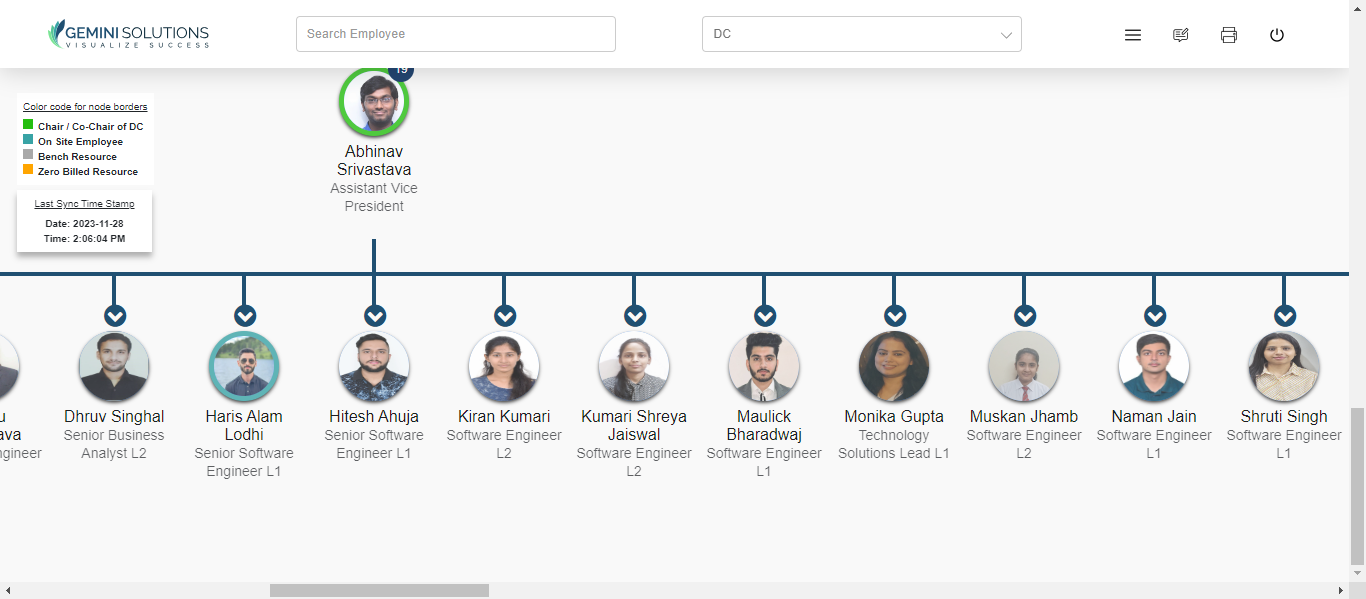 GEMINI SOLUTIONS
VISUALIZE SUCCESS
Search Employee
DC
Color code for node borders
Chair / Co-Chair of DC
On Site Employee
Bench Resource
Zero Billed Resource
Last Sync Time Stamp
Date: 2023-11-28
Time: 2:06:04 PM
19
Abhinav
Srivastava
Assistant Vice
President
Dhruv Singhal
Senior Business
Analyst L2
Haris Alam
Lodhi
Senior Software
Engineer L1
Hitesh Ahuja
Senior Software
Engineer L1
Kiran Kumari
Software Engineer
L2
Kumari Shreya
Jaiswal
Software Engineer
L2
Maulick
Bharadwaj
Software Engineer
L1
Monika Gupta
Technology
Solutions Lead L1
Muskan Jhamb
Software Engineer
L2
Naman Jain
Software Engineer
L1
Shruti Singh
Software Engineer
L1